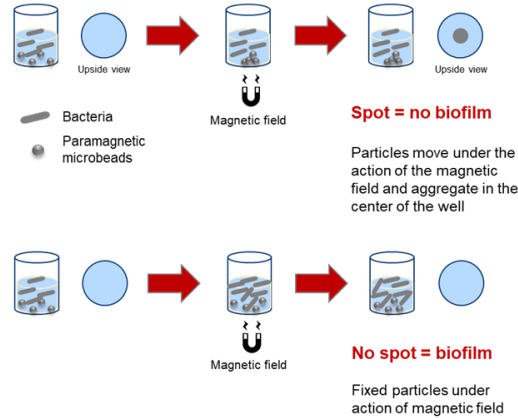 Upside view
Upside view
Bacteria
Paramagnetic
microbeads
Magnetic field
Spot = no biofilm
Particles move under the
action of the magnetic
field and aggregate in the
center of the well
Magnetic field
No spot = biofilm
Fixed particles under
action of magnetic field